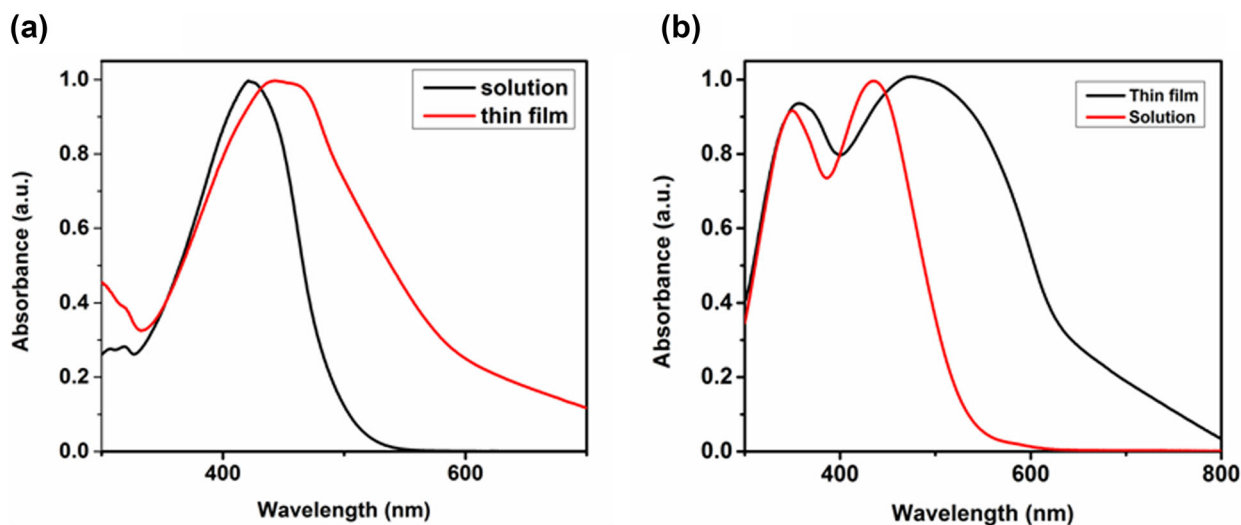 (a)
solution
thin film
1.0
0.8
0.6
0.4
0.2
0.0
Absorbance (a.u.)
400
600
Wavelength (nm)
(b)
Thin film
Solution
1.0
0.8
0.6
0.4
0.2
0.0
Absorbance (a.u.)
400
600
800
Wavelength (nm)